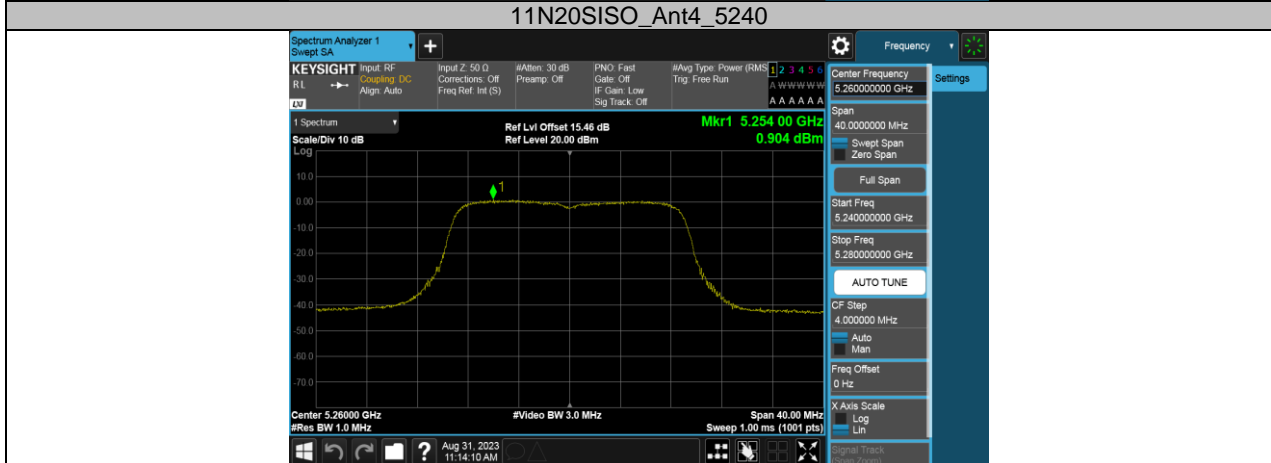 11N20SISO_Ant4_5240
Spectrum Analyzer 1
Swept SA
+
Frequency
KEYSIGHT
Input: RF
Coupling: DC
Align: Auto
Input Z: 50 Ω
Corrections: Off
Freq Ref: Int (S)
#Atten: 30 dB
Preamp: Off
PNO: Fast
Gate: Off
IF Gain: Low
Sig Track: Off
#Avg Type: Power (RMS
Trig: Free Run
1 2 3 4 5 6
A W W W W W
A A A A A A
RL
LXI
Center Frequency
5.260000000 GHz
Settings
Span
40.0000000 MHz
Swept Span
Zero Span
Full Span
Start Freq
5.240000000 GHz
Stop Freq
5.280000000 GHz
AUTO TUNE
CF Step
4.000000 MHz
Auto
Man
Freq Offset
0 Hz
X Axis Scale
Log
Lin
Signal Track
(Span Zoom)
1 Spectrum
Scale/Div 10 dB
Log
Ref Lvl Offset 15.46 dB
Ref Level 20.00 dBm
Mkr1 5.254 00 GHz
0.904 dBm
1
10.0
0.00
-10.0
-20.0
-30.0
-40.0
-50.0
-60.0
-70.0
Center 5.26000 GHz
#Res BW 1.0 MHz
#Video BW 3.0 MHz
Span 40.00 MHz
Sweep 1.00 ms (1001 pts)
?
Aug 31, 2023
11:14:10 AM